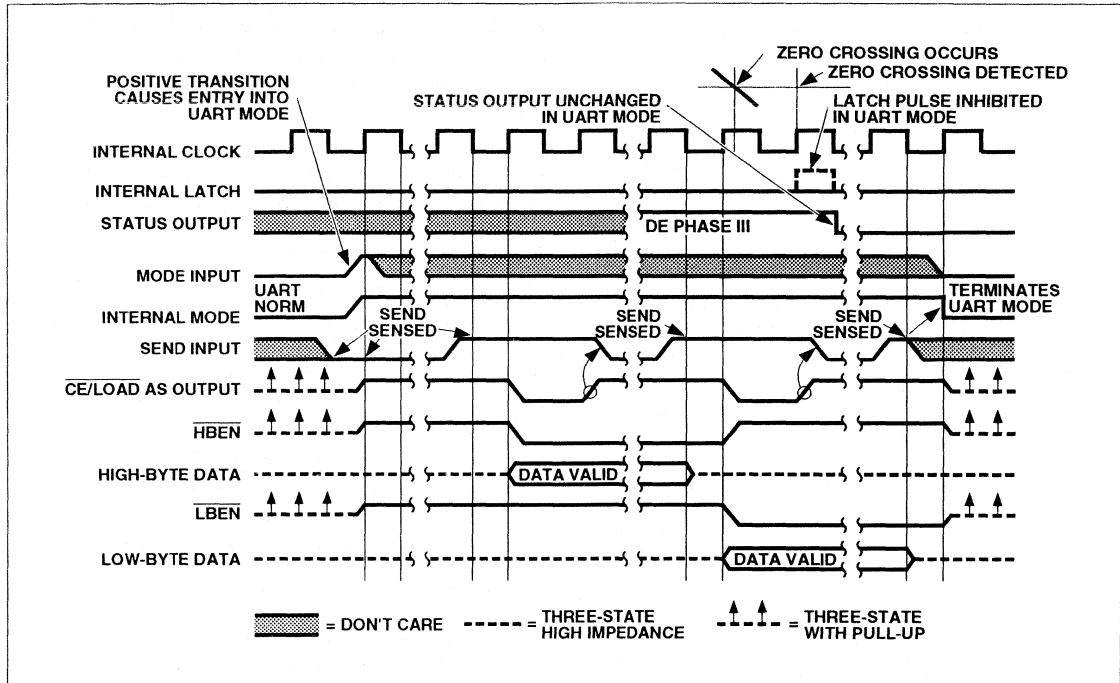 ZERO CROSSING OCCURS
ZERO CROSSING DETECTED
POSITIVE TRANSITION
CAUSES ENTRY INTO
UART MODE
STATUS OUTPUT UNCHANGED
IN UART MODE
LATCH PULSE INHIBITED
IN UART MODE
INTERNAL CLOCK
INTERNAL LATCH
STATUS OUTPUT
DE PHASE III
MODE INPUT
UART
NORM
TERMINATES
UART MODE
INTERNAL MODE
SEND
SENSED
SEND
SENSED
SEND
SENSED
SEND INPUT
CE/LOAD AS OUTPUT
HBEN
HIGH-BYTE DATA
DATA VALID
LBEN
LOW-BYTE DATA
DATA VALID
= DON'T CARE
= THREE-STATE
HIGH IMPEDANCE
= THREE-STATE
WITH PULL-UP